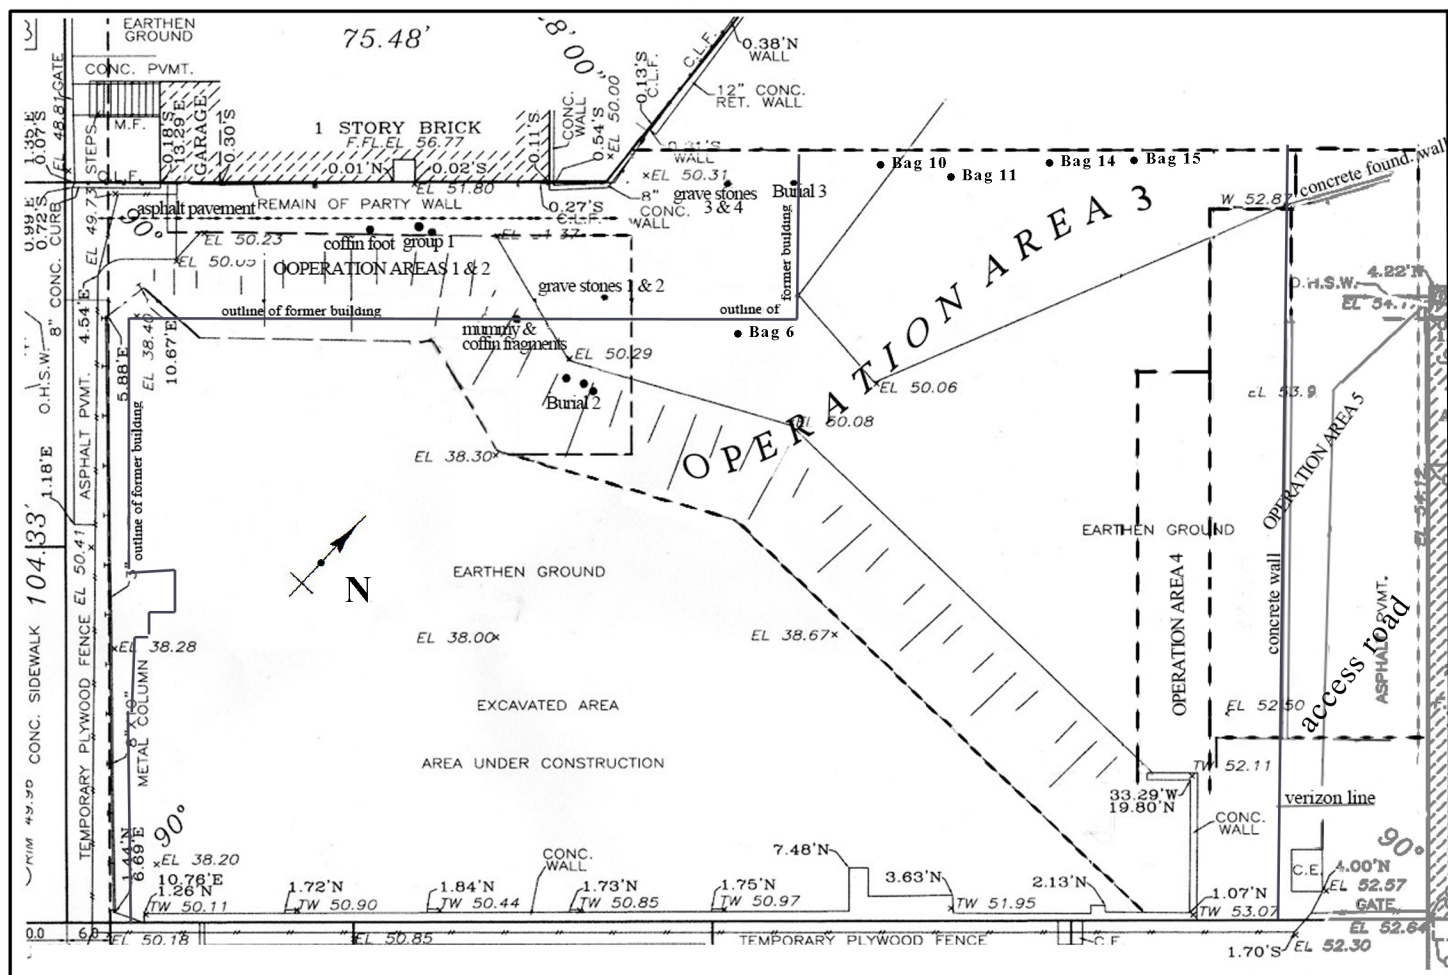 EARTHEN
GROUND
75.48'
8'00"
C.L.F.
0.38'N
WALL
CONC. PVMT.
EL 48.81
GATE
M.F.
STEPS
0.18'S
13.29'E
GARAGE
0.30'S
1 STORY BRICK
F.FL.EL 56.77
0.01'N
0.02'S
0.11'S
CONC.
WALL
0.54'S
EL 50.00
0.13'S
C.L.F.
12" CONC.
RET. WALL
0.31'S
WALL
EL 50.31
1.35'E
0.07'S
C.L.F.
EL 51.80
REMAIN OF PARTY WALL
asphalt pavement
90°
0.27'S
C.L.F.
8"
CONC.
WALL
grave stones
3 & 4
Burial 3
Bag 10
Bag 11
Bag 14
Bag 15
concrete found. wall
W 52.87
0.99'E
0.72'S
8" CONC. CURB
EL 49.73
EL 50.23
coffin foot
group 1
OOPERATION AREAS 1 & 2
outline of former building
grave stones 1 & 2
mummy &
coffin fragments
outline of
former building
Bag 6
OPERATION AREA 3
O.H.S.W.
4.22'N
4.54'E
EL 38.40
10.67'E
5.88'E
O.H.S.W.
EL 50.29
Burial 2
EL 50.06
EL 50.08
EL 53.9
OPERATION AREA 5
EL 54.12
1.18'E
ASPHALT PVMT.
outline of former building
EL 38.30
104.33'
CONC. SIDEWALK
TEMPORARY PLYWOOD FENCE
EL 50.41
3"
N
EARTHEN GROUND
EARTHEN GROUND
OPERATION AREA 4
concrete wall
ASPHALT PVMT.
access road
EL 38.28
EL 38.00
EL 38.67
METAL COLUMN
EXCAVATED AREA
AREA UNDER CONSTRUCTION
EL 52.50
TW 52.11
33.29'W
19.80'N
verizon line
CONC.
WALL
RIM 49.95
1.44'N
6.69'E
90°
EL 38.20
10.76'E
1.26'N
TW 50.11
1.72'N
TW 50.90
1.84'N
TW 50.44
CONC.
WALL
1.73'N
TW 50.85
1.75'N
TW 50.97
7.48'N
3.63'N
TW 51.95
2.13'N
1.07'N
TW 53.07
90°
C.E.
4.00'N
EL 52.57
GATE
EL 52.64
0.0
EL 50.18
EL 50.85
TEMPORARY PLYWOOD FENCE
C.F.
1.70'S
EL 52.30